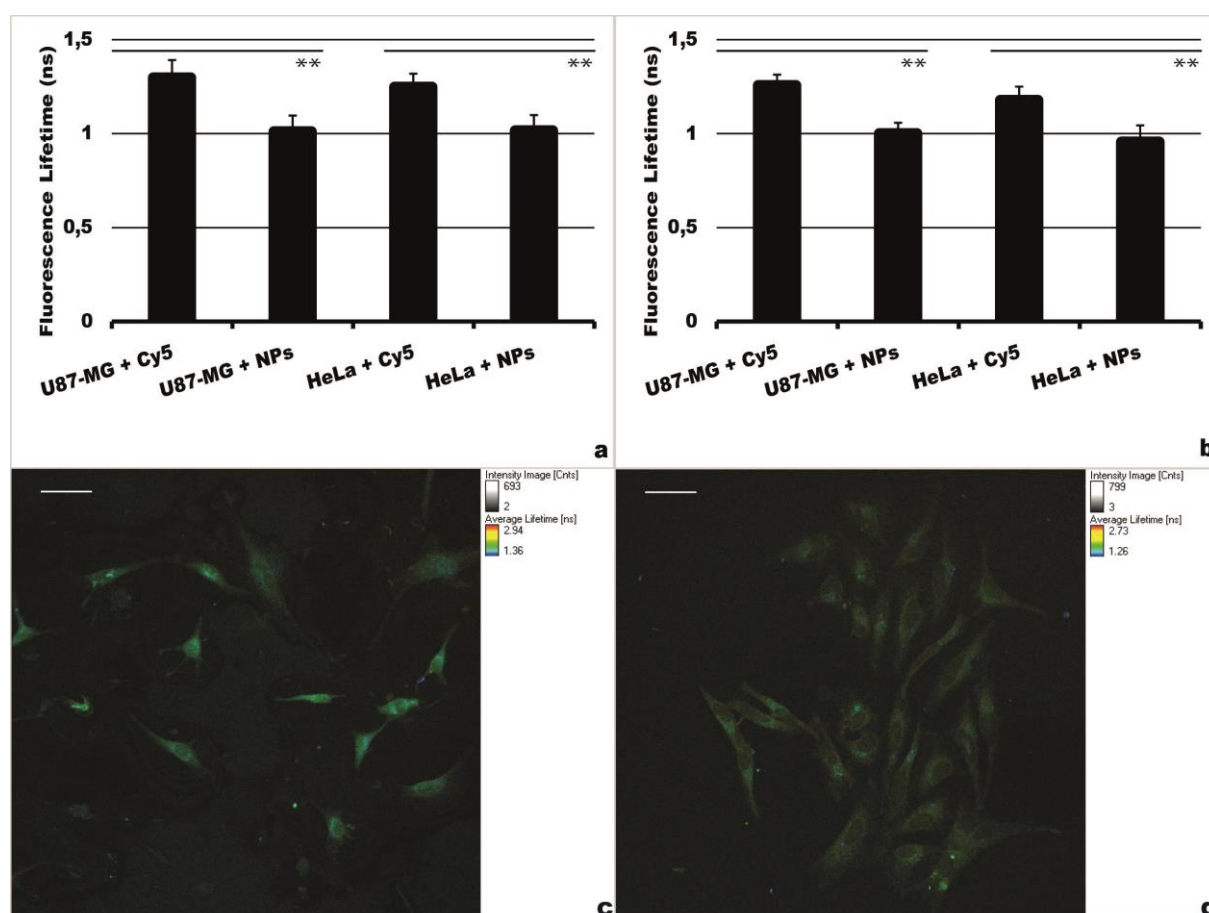 Fluorescence Lifetime (ns)
1,5
1
0,5
0
**
**
U87-MG + Cy5
U87-MG + NPs
HeLa + Cy5
HeLa + NPs
a
Fluorescence Lifetime (ns)
1,5
1
0,5
0
**
**
U87-MG + Cy5
U87-MG + NPs
HeLa + Cy5
HeLa + NPs
b
Intensity Image [Cnts]
693
2
Average Lifetime [ns]
2.94
1.36
c
Intensity Image [Cnts]
799
3
Average Lifetime [ns]
2.73
1.26
d